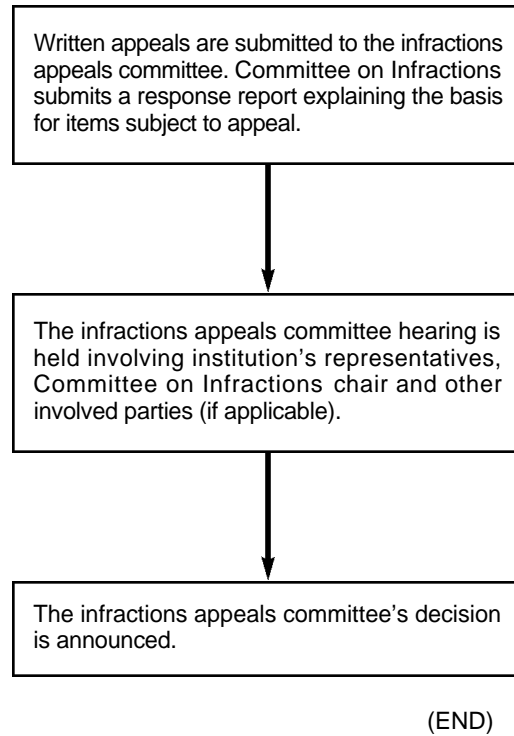 Written appeals are submitted to the infractions
appeals committee. Committee on Infractions
submits a response report explaining the basis
for items subject to appeal.
The infractions appeals committee hearing is
held involving institution’s representatives,
Committee on Infractions chair and other
involved parties (if applicable).
The infractions appeals committee’s decision
is announced.
(END)